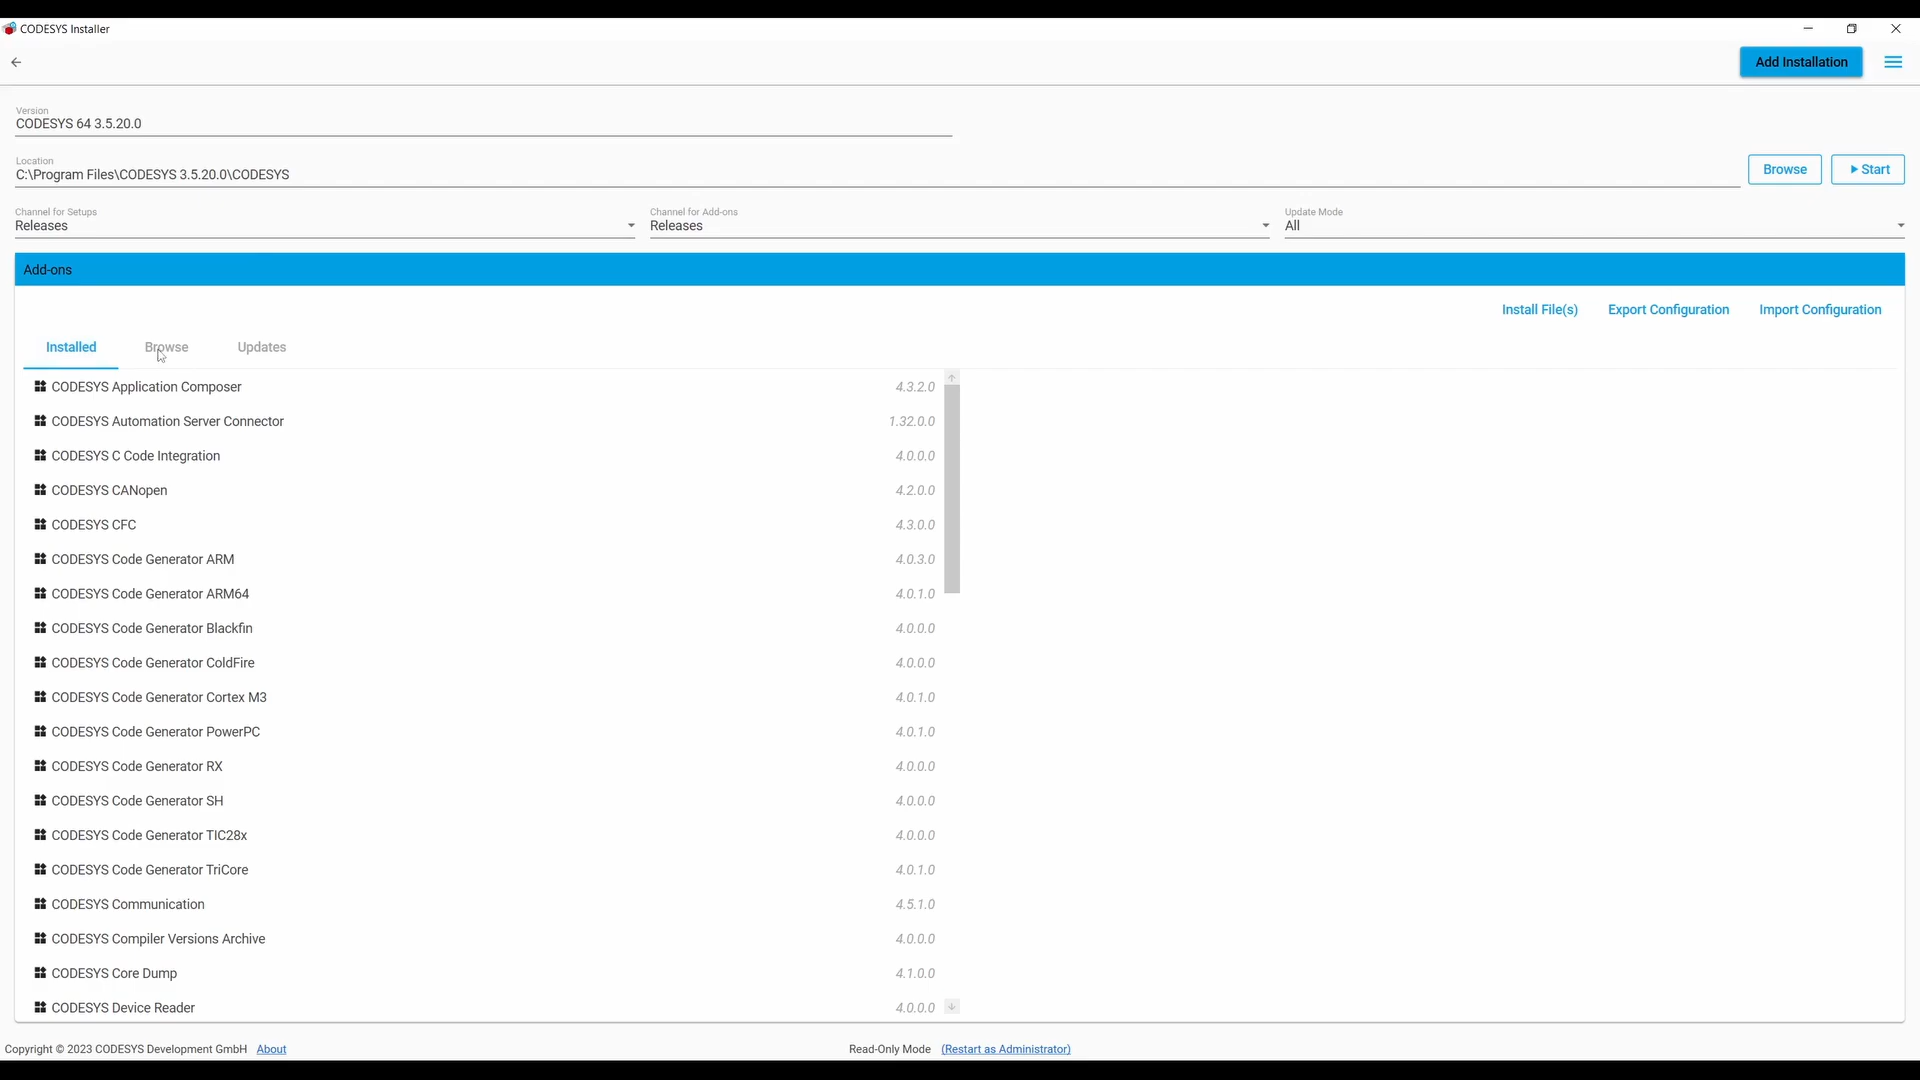 CODESYS Installer
Add Installation
Version
CODESYS 64 3.5.20.0
Location
C:\Program Files\CODESYS 3.5.20.0\CODESYS
Browse
Start
Channel for Setups
Releases
Channel for Add-ons
Releases
Update Mode
All
Add-ons
Install File(s) Export Configuration Import Configuration
Installed Browse Updates
CODESYS Application Composer 4.3.2.0
CODESYS Automation Server Connector 1.32.0.0
CODESYS C Code Integration 4.0.0.0
CODESYS CANopen 4.2.0.0
CODESYS CFC 4.3.0.0
CODESYS Code Generator ARM 4.0.3.0
CODESYS Code Generator ARM64 4.0.1.0
CODESYS Code Generator Blackfin 4.0.0.0
CODESYS Code Generator ColdFire 4.0.0.0
CODESYS Code Generator Cortex M3 4.0.1.0
CODESYS Code Generator PowerPC 4.0.1.0
CODESYS Code Generator RX 4.0.0.0
CODESYS Code Generator SH 4.0.0.0
CODESYS Code Generator TIC28x 4.0.0.0
CODESYS Code Generator TriCore 4.0.1.0
CODESYS Communication 4.5.1.0
CODESYS Compiler Versions Archive 4.0.0.0
CODESYS Core Dump 4.1.0.0
CODESYS Device Reader 4.0.0.0
Copyright © 2023 CODESYS Development GmbH About
Read-Only Mode (Restart as Administrator)